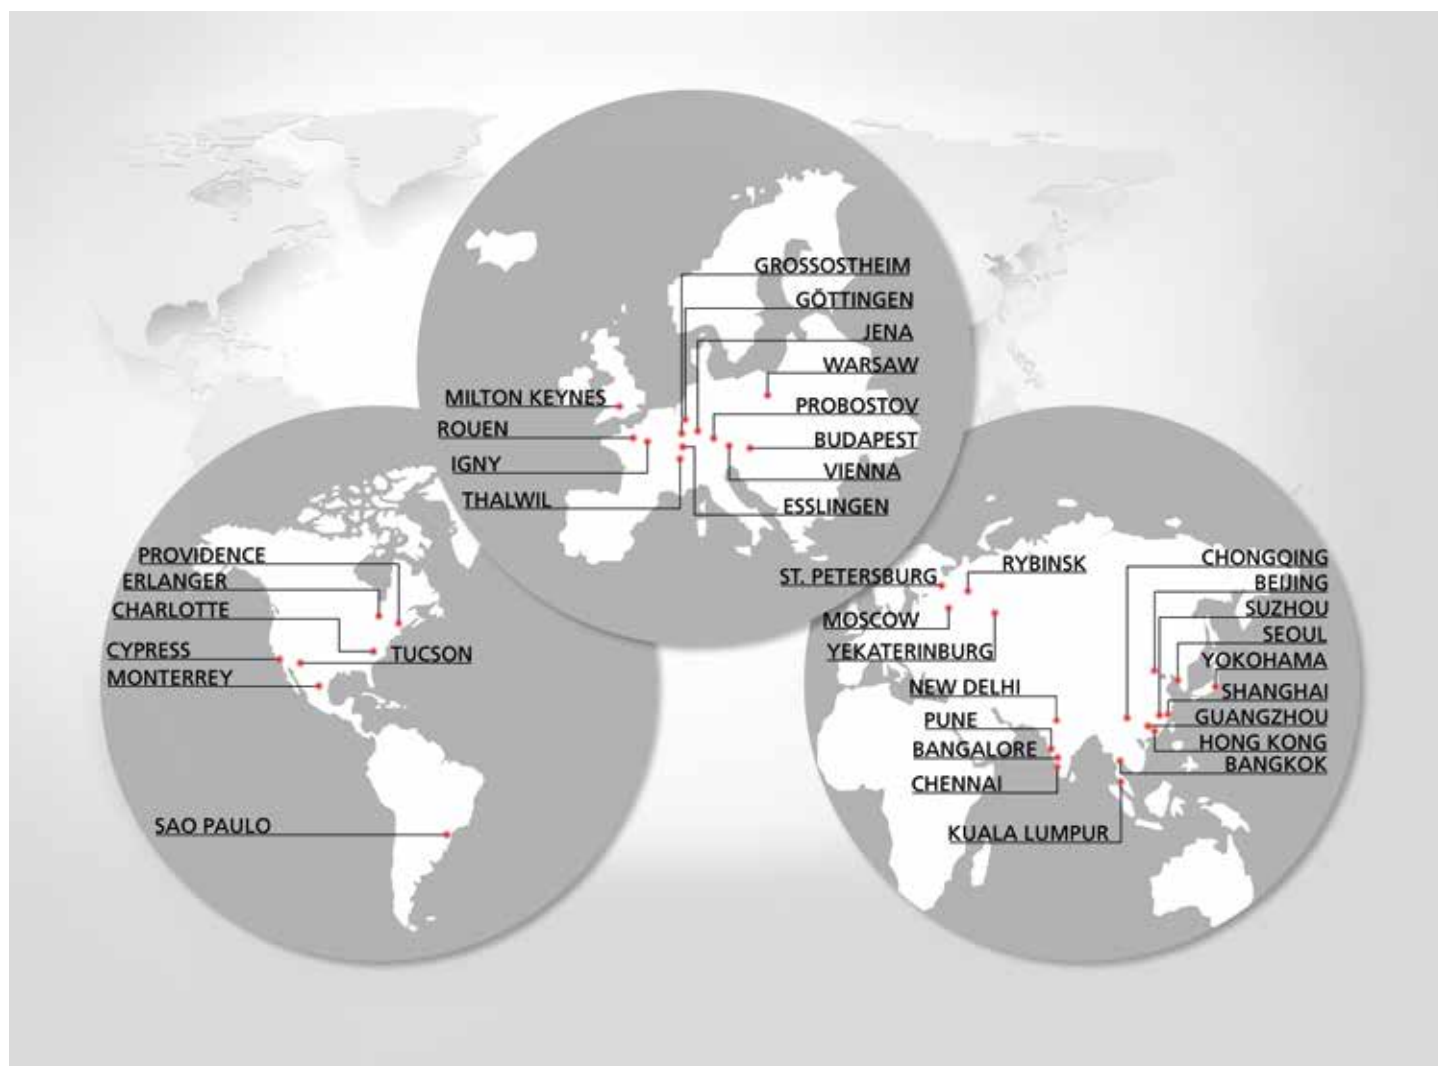 GROSSOSTHEIM
GÖTTINGEN
JENA
WARSAW
MILTON KEYNES
PROBOSTOV
ROUEN
BUDAPEST
IGNY
VIENNA
THALWIL
ESSLINGEN
PROVIDENCE
ERLANGER
CHARLOTTE
CYPRESS
TUCSON
MONTERREY
SAO PAULO
ST. PETERSBURG
RYBINSK
CHONGQING
BEIJING
SUZHOU
MOSCOW
SEOUL
YEKATERINBURG
YOKOHAMA
NEW DELHI
SHANGHAI
PUNE
GUANGZHOU
BANGALORE
HONG KONG
BANGKOK
CHENNAI
KUALA LUMPUR